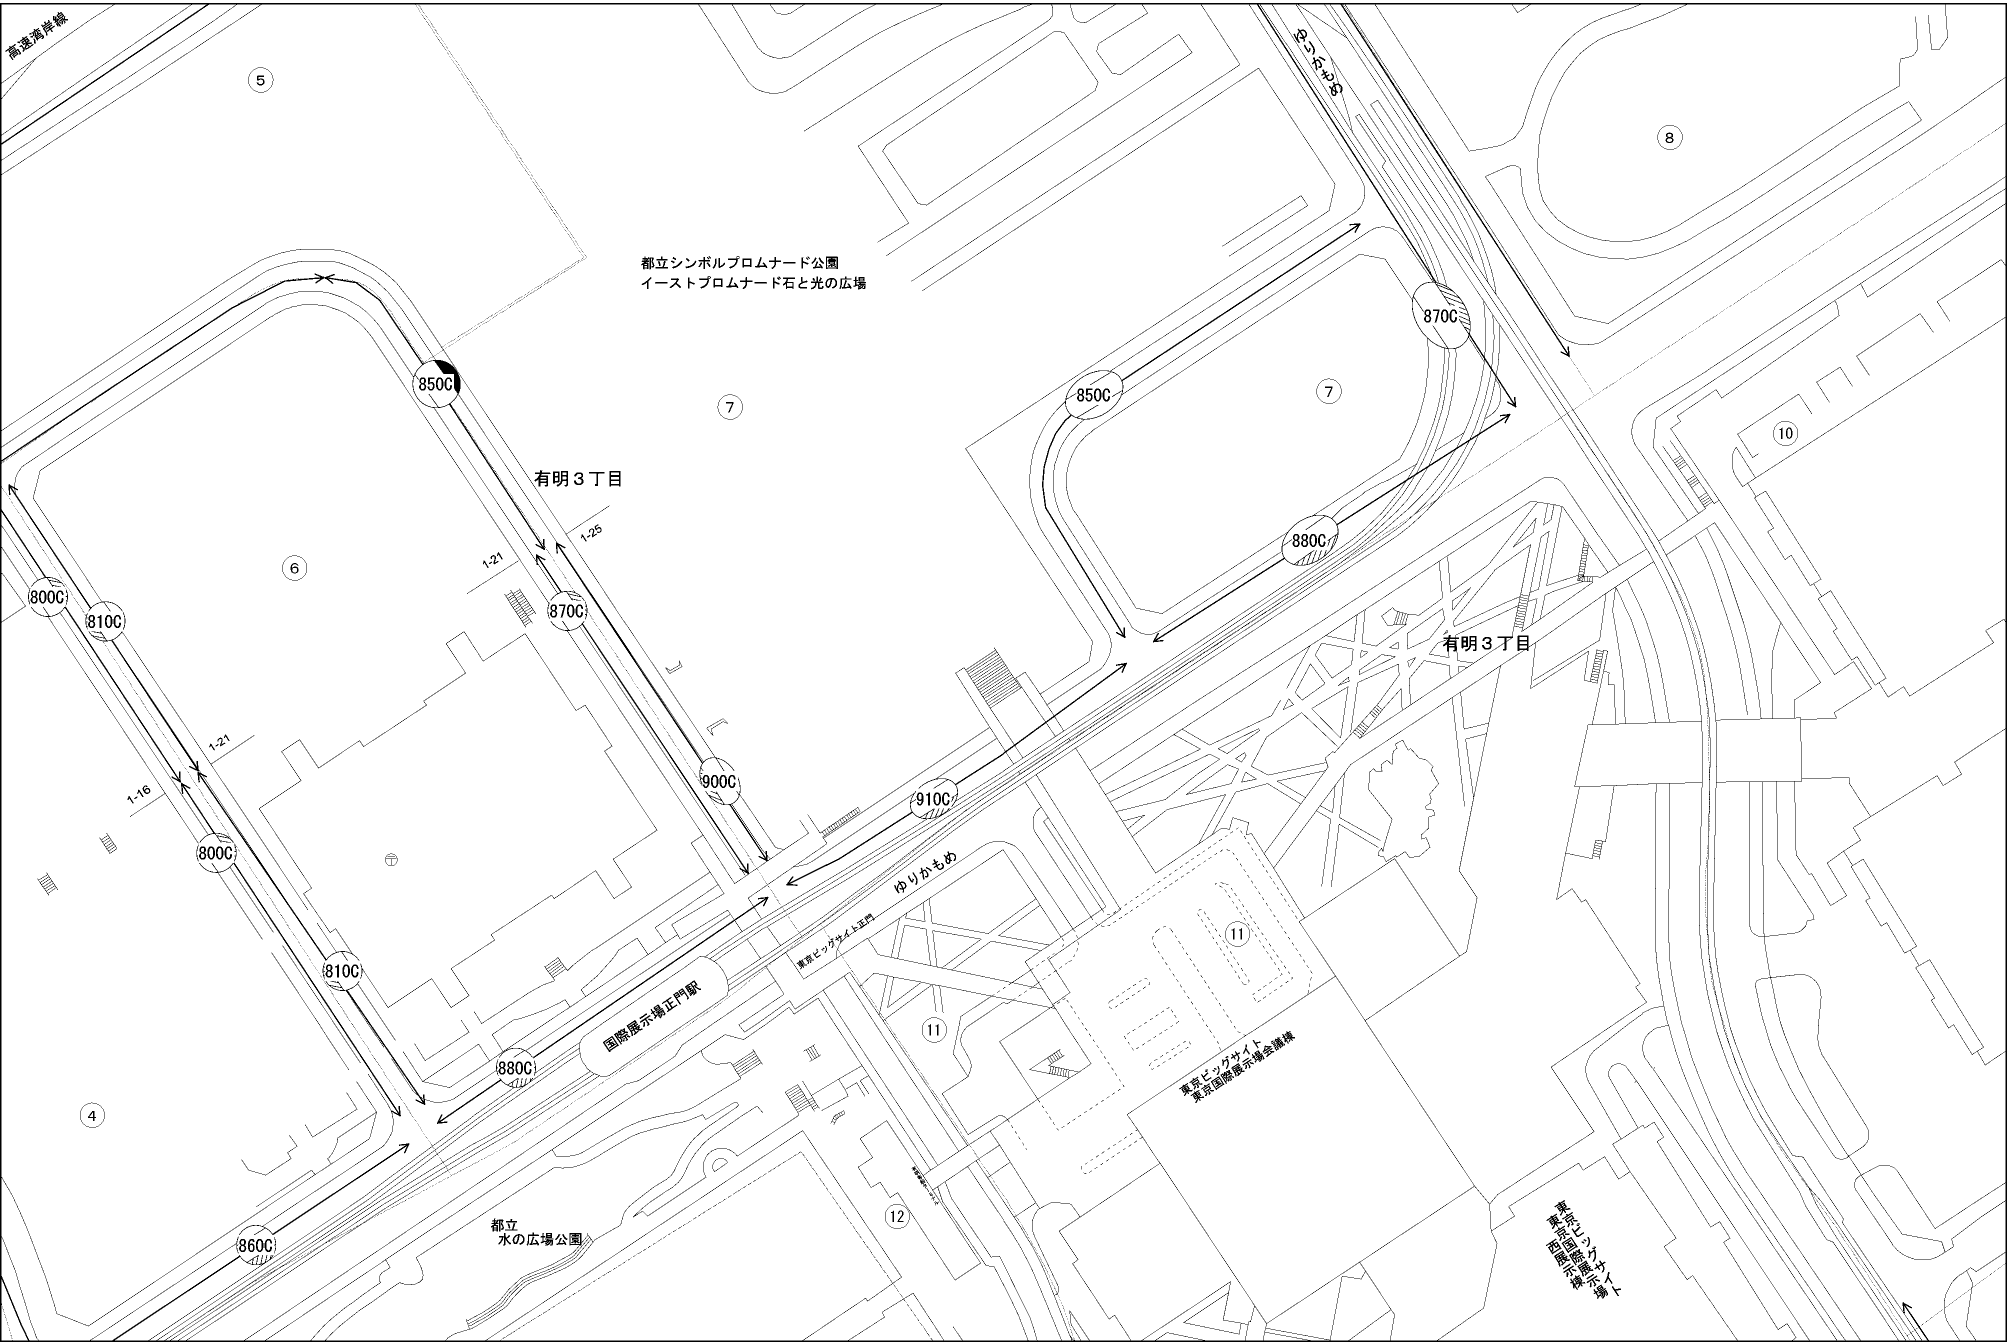 高速湾岸線
ゆりかもめ
⑤
⑧
都立シンボルプロムナード公園
イーストプロムナード石と光の広場
870C
850C
850C
⑦
⑦
⑩
有明３丁目
1-25
880C
1-21
⑥
800C
810C
870C
有明３丁目
1-21
900C
1-16
910C
800C
〒
ゆりかもめ
東京ビッグサイト正門
⑪
810C
国際展示場正門駅
⑪
880C
東京ビッグサイト
東京国際展示場会議棟
④
⑫
都立
水の広場公園
860C
東京ビッグサイト
東京国際展示場
西展示棟